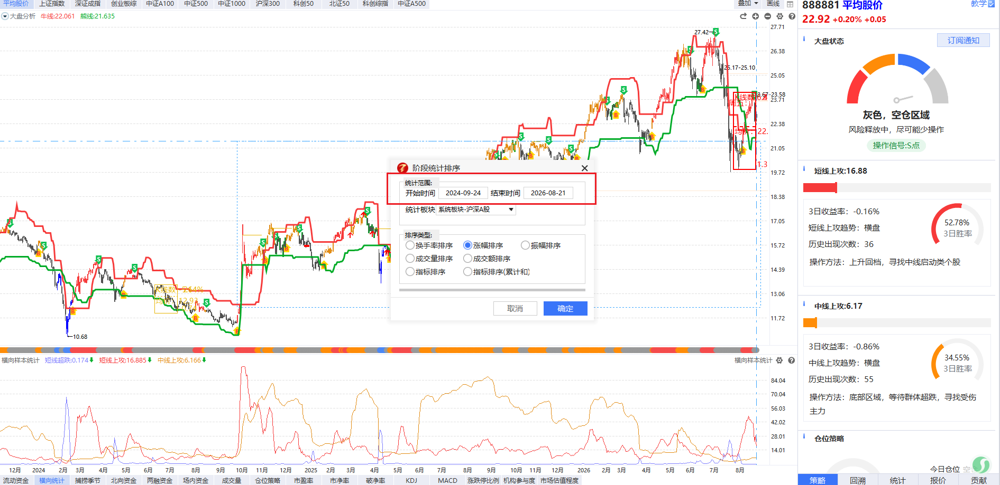 平均股价 上证指数 深证成指 创业板综 中证A100 中证500 中证1000 沪深300 科创50 北证50 科创综指 中证A500 叠加 画线
大盘分析 牛线:22.061 熊线:21.635
27.71
27.42
26.38
25.17-25.10
25.05
23.58
23.71
K线数
周五:
22.38
均价: 22.
21.05
1.3
19.72
18.38
17.05
15.72
14.39
13.06
11.72
K线数
12.93
10.68
阶段统计排序
统计范围:
开始时间 2024-09-24 结束时间 2026-08-21
统计板块 系统板块-沪深A股
排序类型:
换手率排序 涨幅排序 振幅排序
成交量排序 成交额排序
指标排序 指标排序(累计和)
取消 确定
横向样本统计 短线超跌:0.174 短线上攻:16.885 中线上攻:6.166
横向样本统计
84.04
70.04
56.03
42.02
28.01
14.01
12月 2024 2月 3月 4月 5月 6月 7月 8月 9月 10月 11月 12月 2025 2月 3月 4月 5月 6月 7月 8月 9月 10月 11月 12月 2026 2月 3月 4月 5月 6月 7月 8月
流动资金 横向统计 捕捞季节 北向资金 两融资金 场内资金 成交量 仓位策略 市盈率 市净率 破净率 KDJ MACD 涨跌停比例 机构参与度 市场估值程度
888881 平均股价 教学
22.92 +0.20% +0.05
大盘状态 订阅通知
灰色，空仓区域
风险释放中，尽可能少操作
操作信号:S点
短线上攻:16.88
3日收益率：-0.16%
短线上攻趋势：横盘
历史出现次数：36
52.78%
3日胜率
操作方法：上升回档，寻找中线启动类个股
中线上攻:6.17
3日收益率：-0.86%
中线上攻趋势：横盘
历史出现次数：55
34.55%
3日胜率
操作方法：底部区域，等待群体超跌，寻找受伤
主力
仓位策略
今日仓位
策略 回溯 统计 报价 贡献